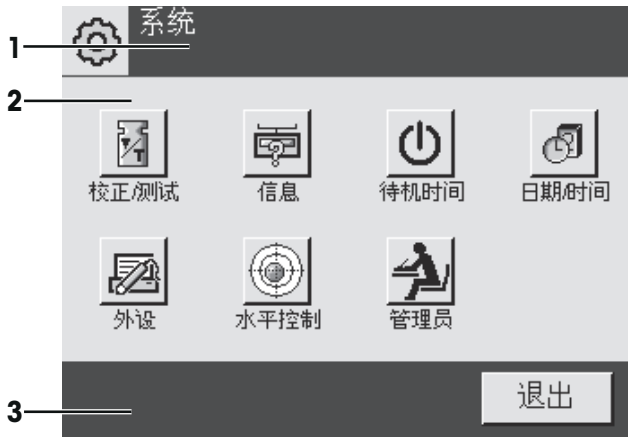 系统
1
2
校正/测试
信息
待机时间
日期/时间
外设
水平控制
管理员
3
退出